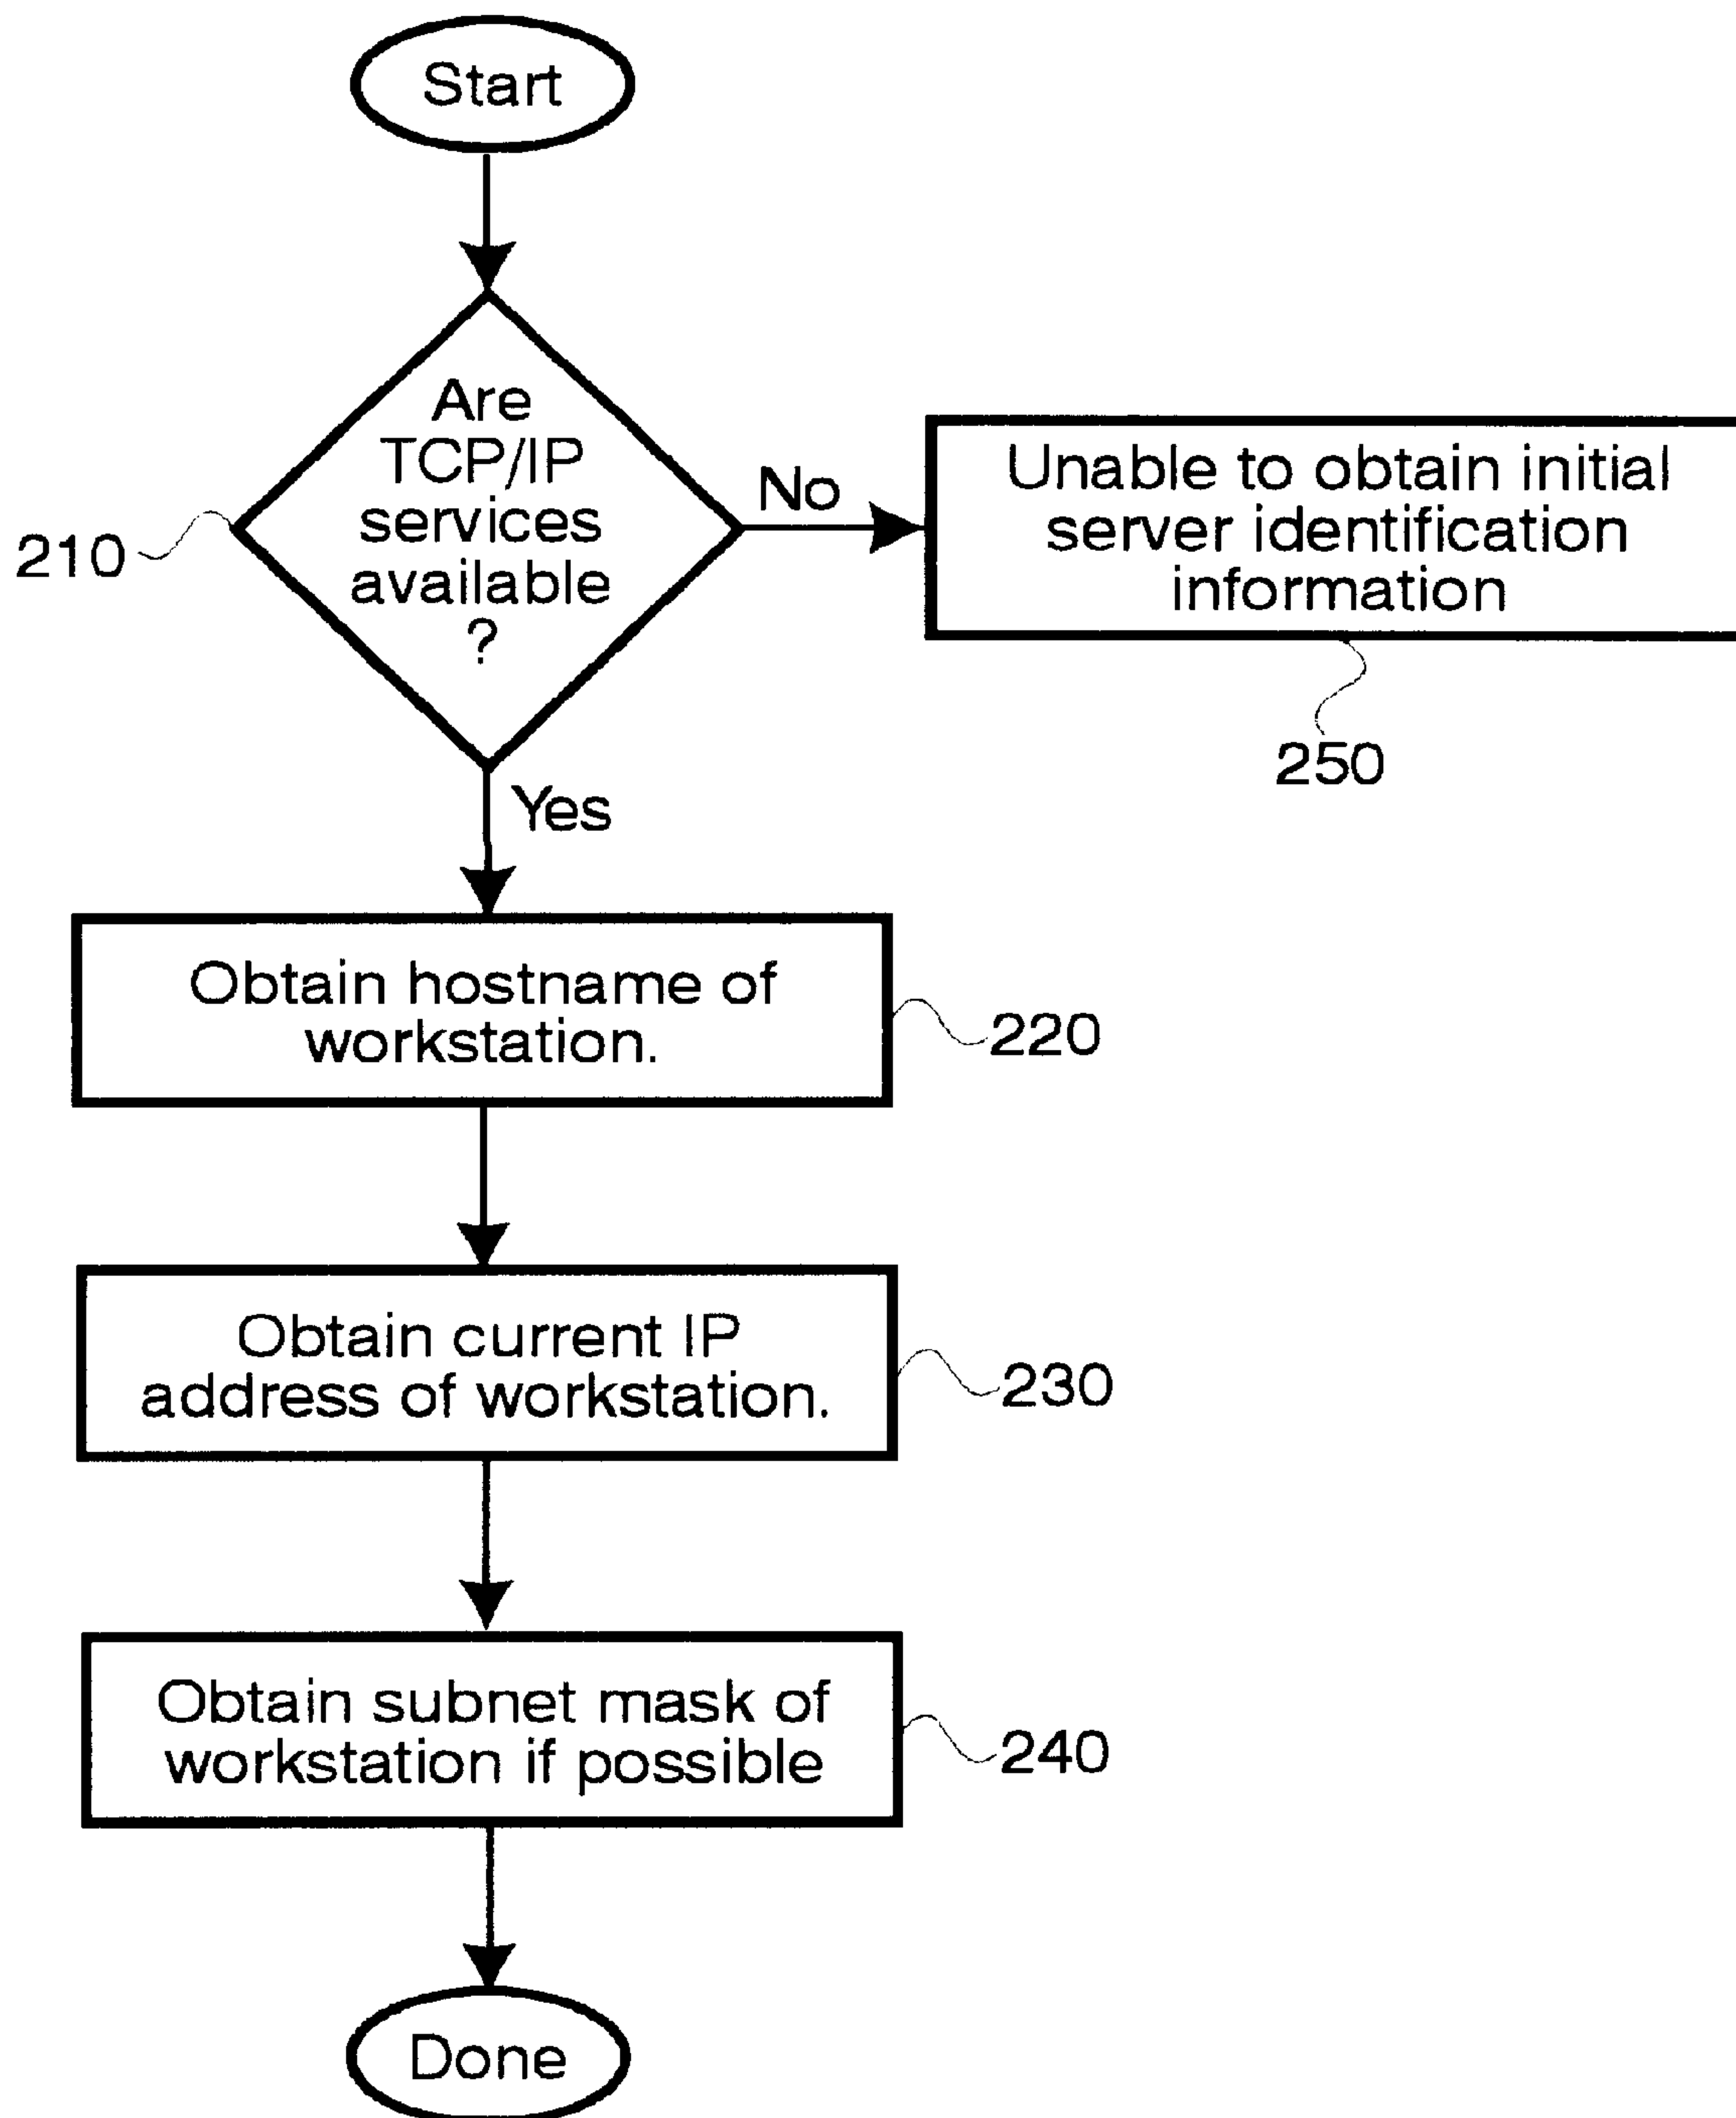 Start
Are
TCP/IP
services
available
?
210
No
Unable to obtain initial
server identification
information
250
Yes
Obtain hostname of
workstation.
220
Obtain current IP
address of workstation.
230
Obtain subnet mask of
workstation if possible
240
Done